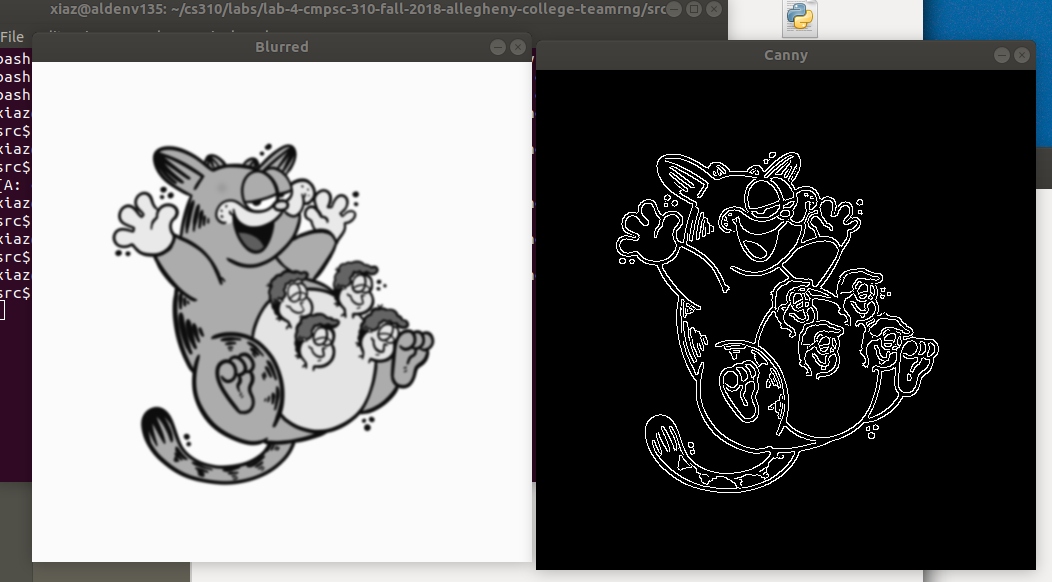 xiaz@aldenv135: ~/cs310/labs/lab-4-cmpsc-310-fall-2018-allegheny-college-teamrng/src
File
Blurred
Canny
bash
bash
bash
xiaz
src$
xiaz
src$
[A:
xiaz
src$
xiaz
src$
xiaz
src$